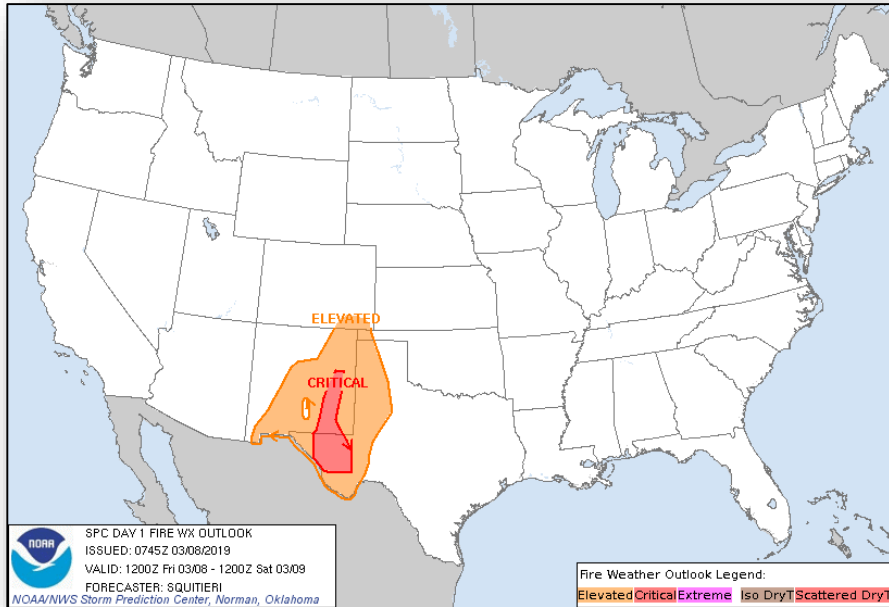 ELEVATED
CRITICAL
NOAA
SPC DAY 1 FIRE WX OUTLOOK
ISSUED: 0745Z 03/08/2019
VALID: 1200Z Fri 03/08 - 1200Z Sat 03/09
FORECASTER: SQUITIERI
NOAA/NWS Storm Prediction Center, Norman, Oklahoma
Fire Weather Outlook Legend:
Elevated Critical Extreme Iso DryT Scattered DryT